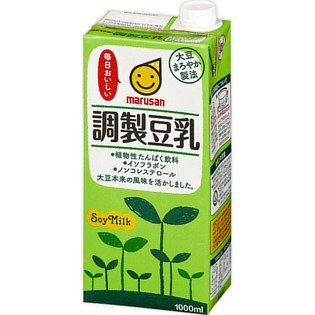 毎日おいしい
marusan
大豆
まろやか
製法
調製豆乳
●植物性たんぱく飲料
●イソフラボン
●ノンコレステロール
大豆本来の風味を活かしました。
Soy Milk
1000ml